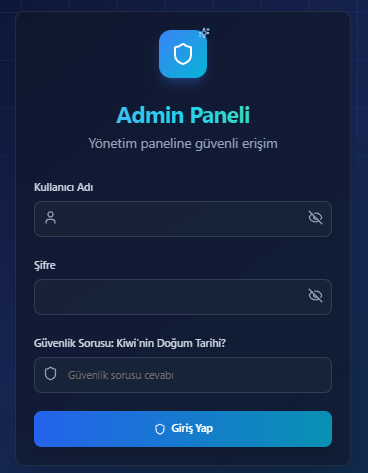 Admin Paneli
Yönetim paneline güvenli erişim
Kullanıcı Adı
Şifre
Güvenlik Sorusu: Kiwi'nin Doğum Tarihi?
Güvenlik sorusu cevabı
Giriş Yap